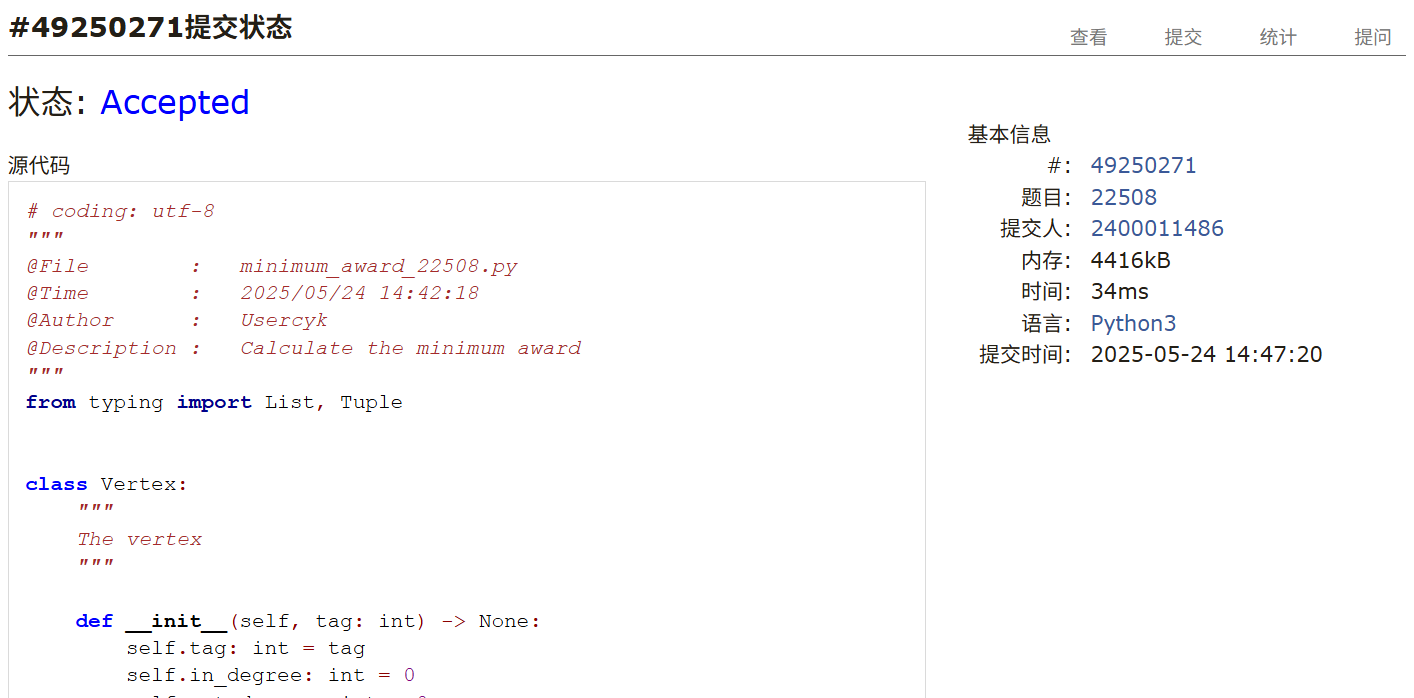 #49250271提交状态
查看 提交 统计 提问
状态: Accepted
源代码
# coding: utf-8
"""
@File        :   minimum_award_22508.py
@Time        :   2025/05/24 14:42:18
@Author      :   Usercyk
@Description :   Calculate the minimum award
"""
from typing import List, Tuple
class Vertex:
    """
    The vertex
    """
    def __init__(self, tag: int) -> None:
        self.tag: int = tag
        self.in_degree: int = 0
基本信息
#: 49250271
题目: 22508
提交人: 2400011486
内存: 4416kB
时间: 34ms
语言: Python3
提交时间: 2025-05-24 14:47:20